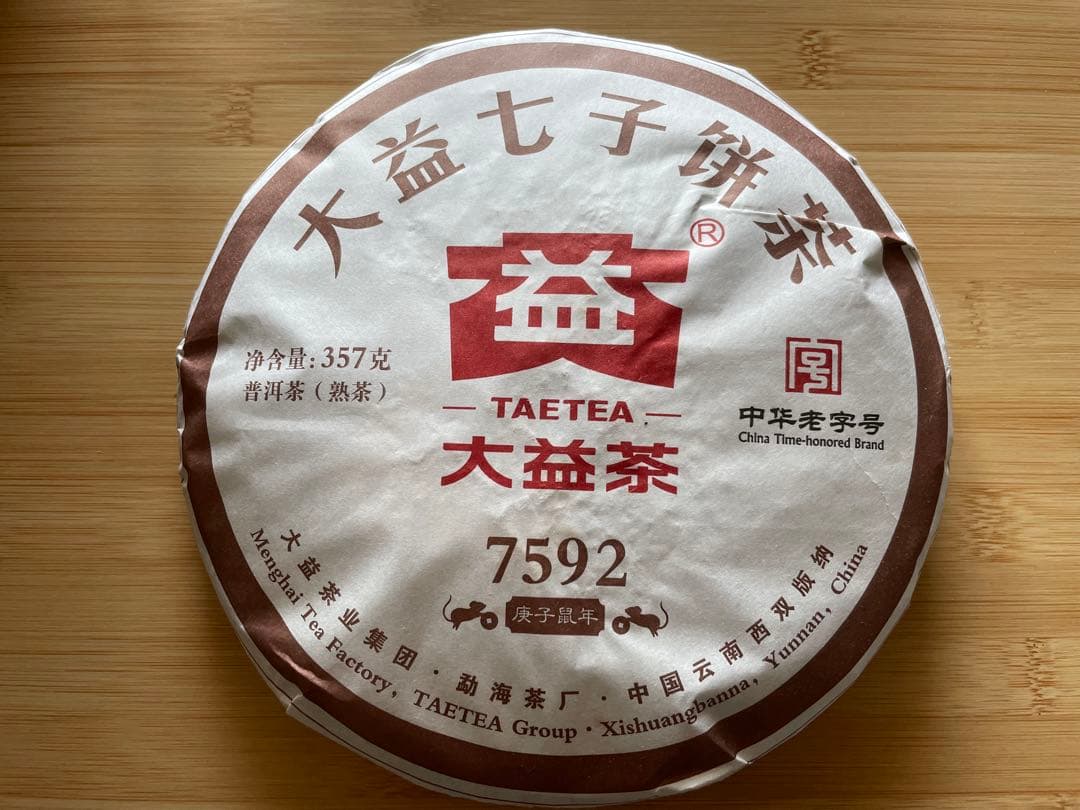 大益七子饼茶
益
®
净含量: 357克
普洱茶（熟茶）
TAETEA
大益茶
字号
中华老字号
China Time-honored Brand
7592
庚子鼠年
大益茶业集团·勐海茶厂·中国云南西双版纳
Menghai Tea Factory, TAETEA Group · Xishuangbanna, Yunnan, China